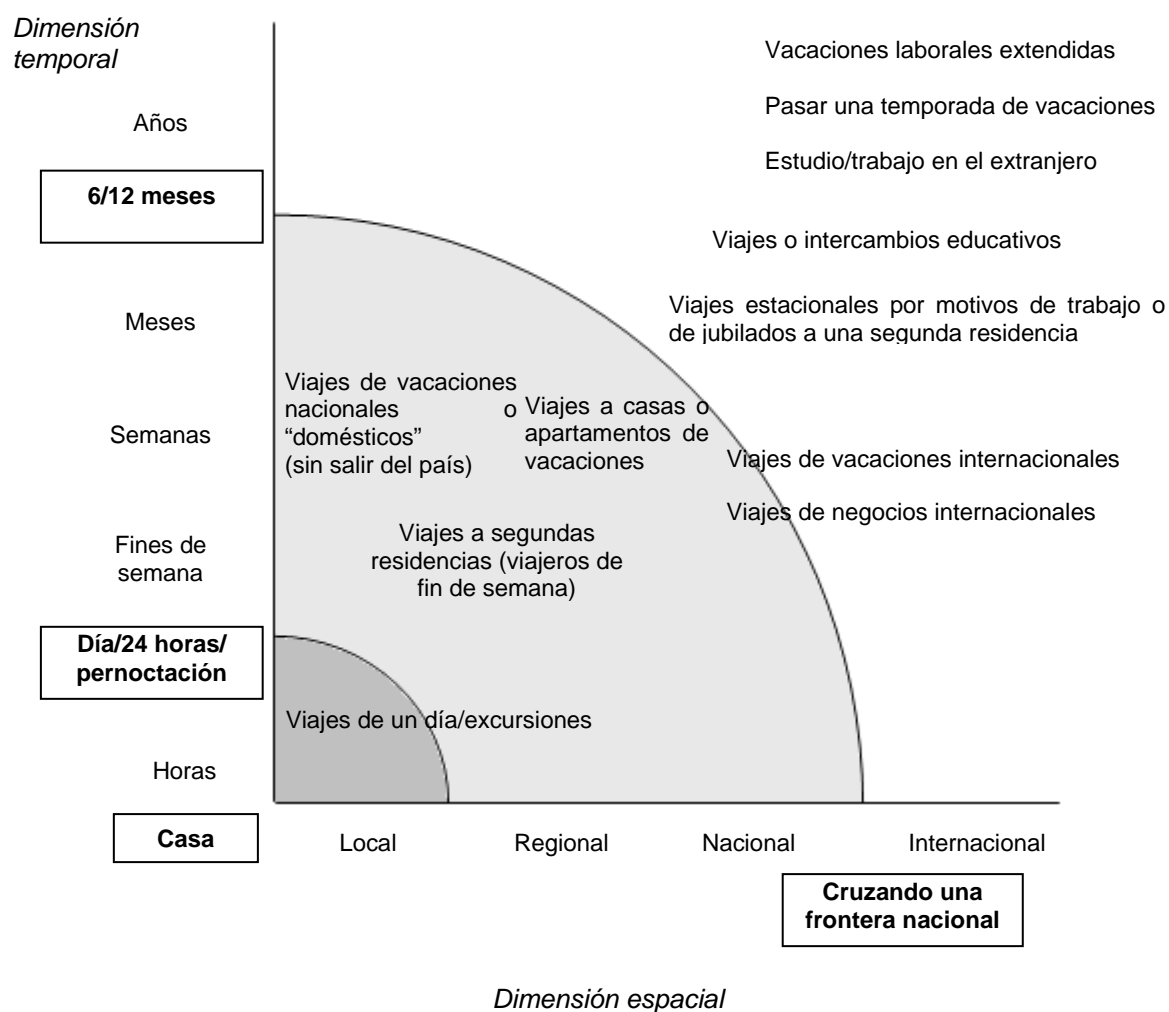 Dimensión
temporal
Vacaciones laborales extendidas
Pasar una temporada de vacaciones
Años
Estudio/trabajo en el extranjero
6/12 meses
Viajes o intercambios educativos
Meses
Viajes estacionales por motivos de trabajo o
de jubilados a una segunda residencia
Viajes de vacaciones
nacionales o
“domésticos”
(sin salir del país)
Viajes a casas o
apartamentos de
vacaciones
Semanas
Viajes de vacaciones internacionales
Viajes de negocios internacionales
Fines de
semana
Viajes a segundas
residencias (viajeros de
fin de semana)
Día/24 horas/
pernoctación
Viajes de un día/excursiones
Horas
Casa
Local
Regional
Nacional
Internacional
Cruzando una
frontera nacional
Dimensión espacial